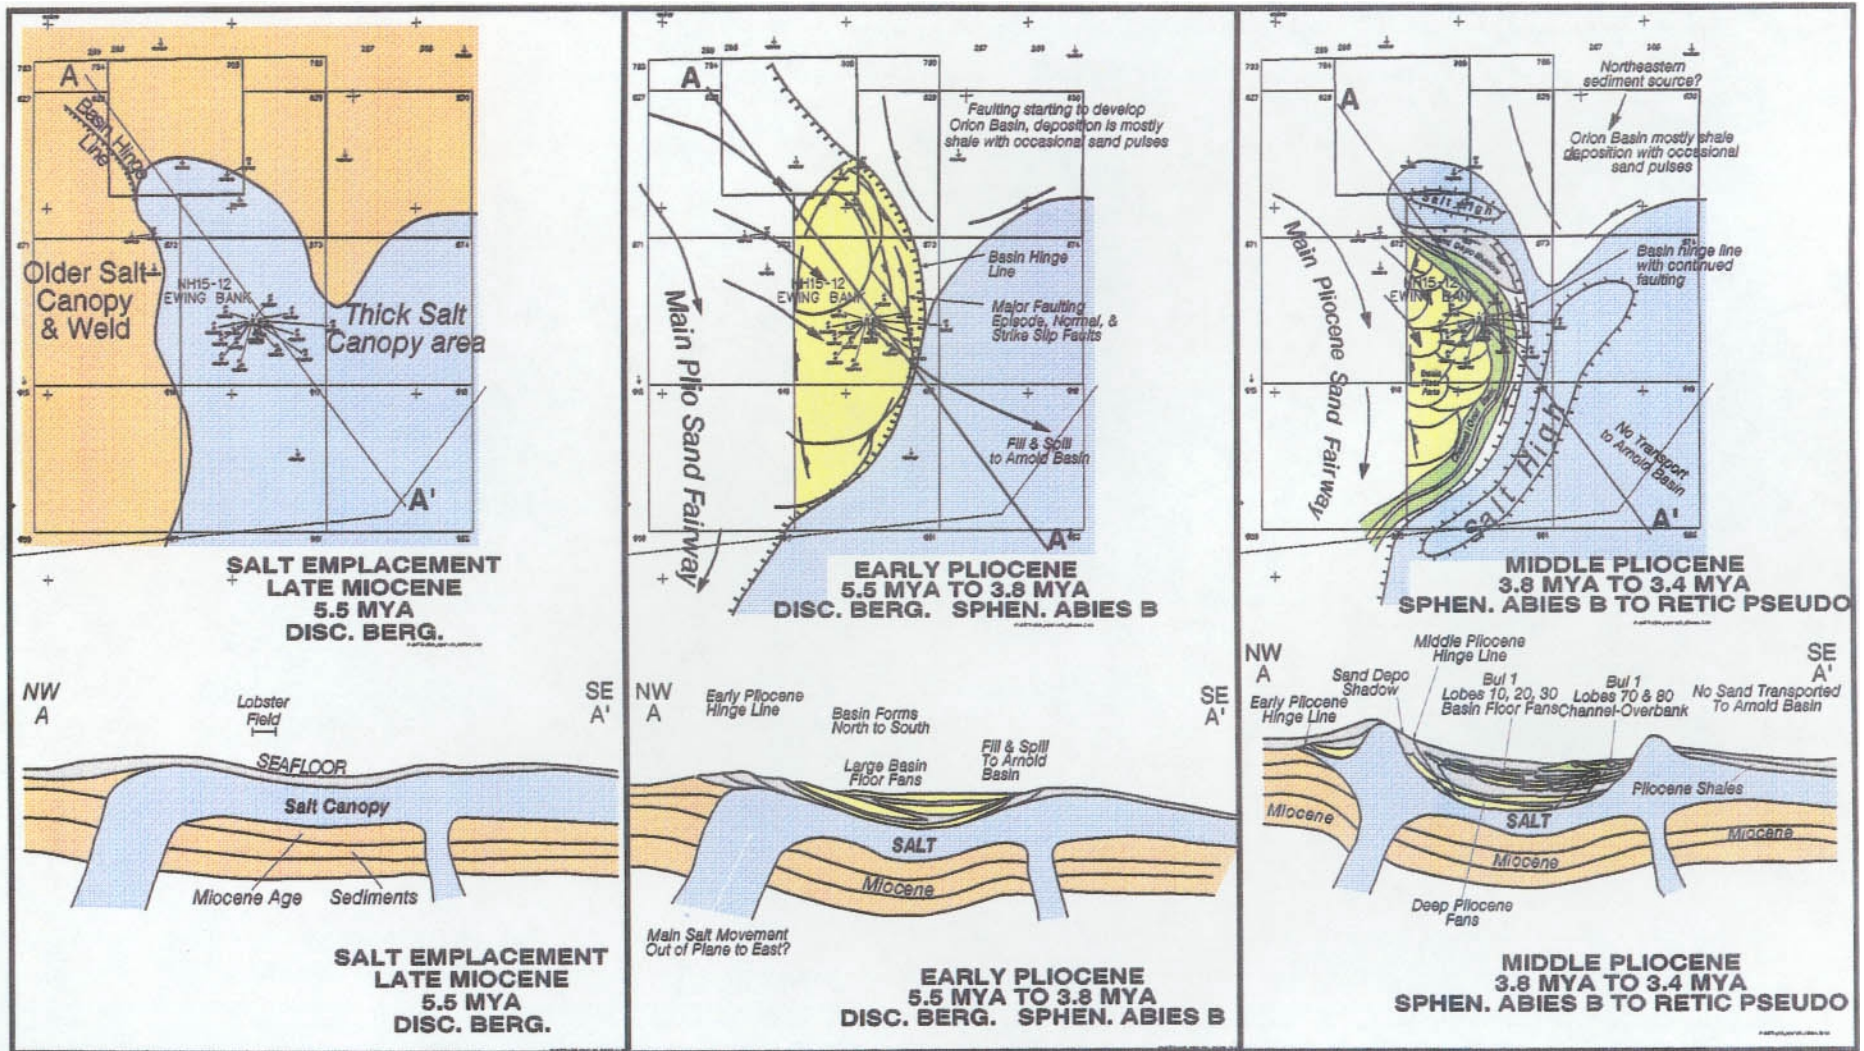 A
Basin Hinge
Line
Older Salt
Canopy
& Weld
NH15-12
EWING BANK
Thick Salt
Canopy area
A'
SALT EMPLACEMENT
LATE MIOCENE
5.5 MYA
DISC. BERG.
NW
A
Lobster
Field
SE
A'
SEAFLOOR
Salt Canopy
Miocene Age
Sediments
SALT EMPLACEMENT
LATE MIOCENE
5.5 MYA
DISC. BERG.
A
Faulting starting to develop
Orion Basin, deposition is mostly
shale with occasional sand pulses
Basin Hinge
Line
NH15-12
EWING BANK
Major Faulting
Episode, Normal, &
Strike Slip Faults
Main Plio Sand Fairway
Fill & Spill
to Arnold Basin
A'
EARLY PLIOCENE
5.5 MYA TO 3.8 MYA
DISC. BERG. SPHEN. ABIES B
NW
A
Early Pliocene
Hinge Line
Basin Forms
North to South
SE
A'
Large Basin
Floor Fans
Fill & Spill
To Arnold
Basin
SALT
Miocene
Main Salt Movement
Out of Plane to East?
EARLY PLIOCENE
5.5 MYA TO 3.8 MYA
DISC. BERG. SPHEN. ABIES B
Northeastern
sediment source?
A
Orion Basin mostly shale
deposition with occasional
sand pulses
Salt High
Main Pliocene Sand Fairway
NH15-12
EWING BANK
Basin hinge line
with continued
faulting
Basin
Floor
Fans
Salt High
No Transport
to Arnold Basin
A'
MIDDLE PLIOCENE
3.8 MYA TO 3.4 MYA
SPHEN. ABIES B TO RETIC PSEUDO
NW
A
Early Pliocene
Hinge Line
Sand Depo
Shadow
Middle Pliocene
Hinge Line
Bul 1
Lobes 10, 20, 30
Basin Floor Fans
Bul 1
Lobes 70 & 80
Channel-Overbank
No Sand Transported
To Arnold Basin
SE
A'
Pliocene Shales
Miocene
SALT
Miocene
Miocene
Deep Pliocene
Fans
MIDDLE PLIOCENE
3.8 MYA TO 3.4 MYA
SPHEN. ABIES B TO RETIC PSEUDO